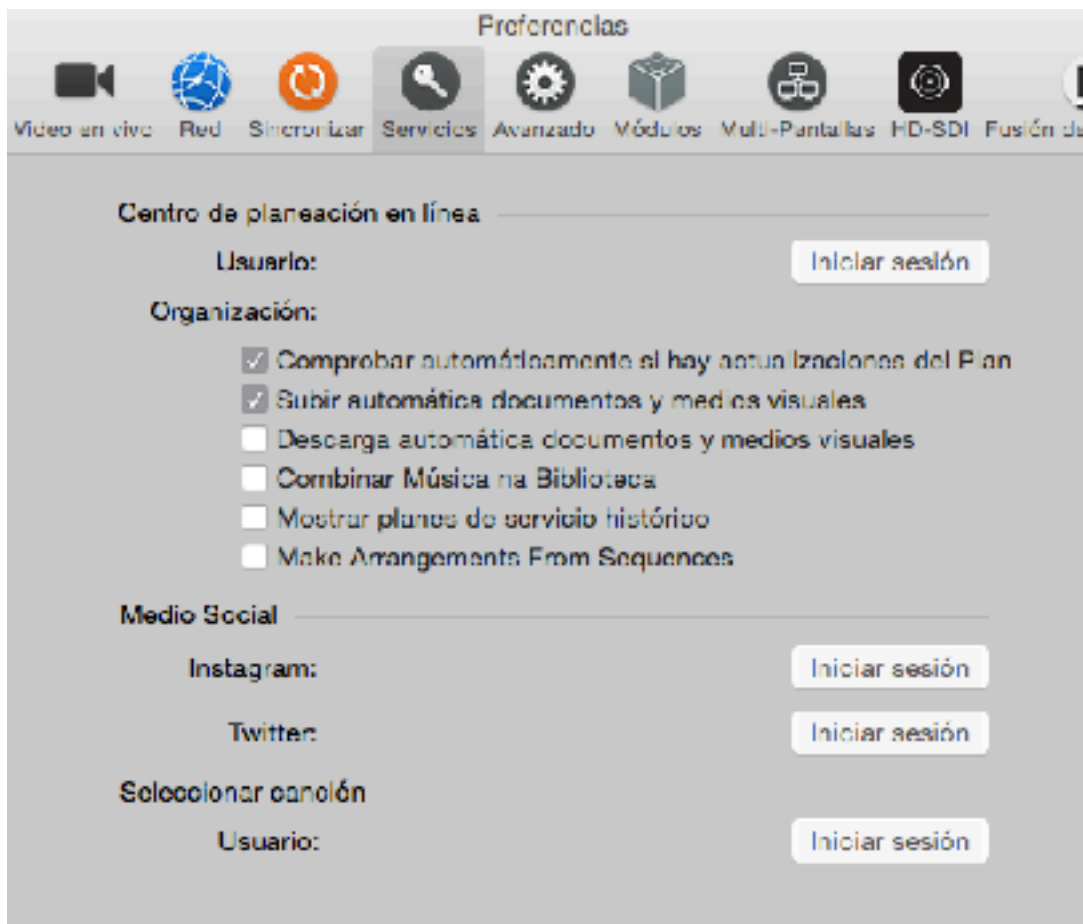 Preferencias
Video en vivo Red Sincronizar Servicios Avanzado Módulos Multi-Pantallas HD-SDI Fusión de
Centro de planeación en línea
Usuario: Iniciar sesión
Organización:
Comprobar automáticamente si hay actualizaciones del Plan
Subir automática documentos y medios visuales
Descarga automática documentos y medios visuales
Combinar Música na Biblioteca
Mostrar planes de servicio histórico
Make Arrangements From Sequences
Medio Social
Instagram: Iniciar sesión
Twitter: Iniciar sesión
Seleccionar canción
Usuario: Iniciar sesión